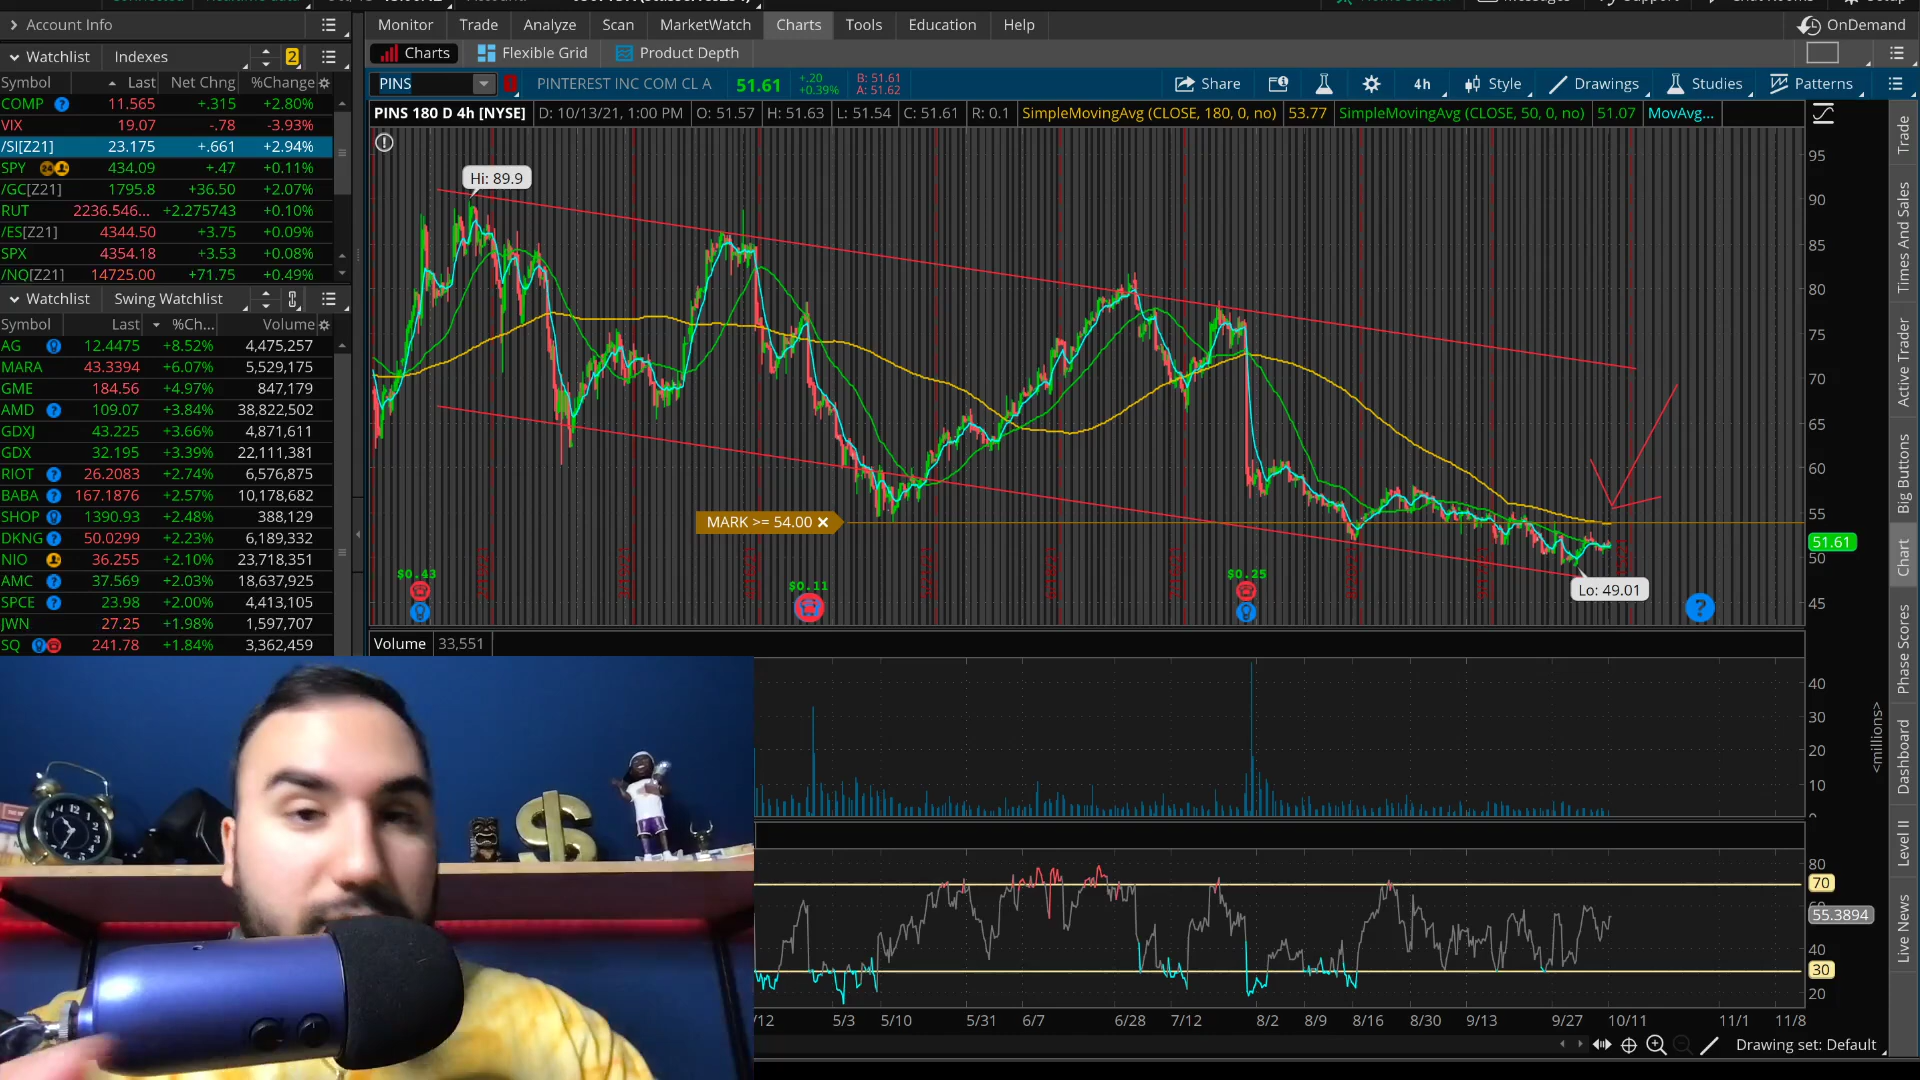 Account Info
Monitor Trade Analyze Scan MarketWatch Charts Tools Education Help
OnDemand
Watchlist Indexes 2
Charts Flexible Grid Product Depth
Symbol Last Net Chng %Change
COMP 11.565 +.315 +2.80%
VIX 19.07 -.78 -3.93%
/SI[Z21] 23.175 +.661 +2.94%
SPY 434.09 +.47 +0.11%
/GC[Z21] 1795.8 +36.50 +2.07%
RUT 2236.546... +2.275743 +0.10%
/ES[Z21] 4344.50 +3.75 +0.09%
SPX 4354.18 +3.53 +0.08%
/NQ[Z21] 14725.00 +71.75 +0.49%
Watchlist Swing Watchlist
Symbol Last %Ch... Volume
AG 12.4475 +8.52% 4,475,257
MARA 43.3394 +6.07% 5,529,175
GME 184.56 +4.97% 847,179
AMD 109.07 +3.84% 38,822,502
GDXJ 43.225 +3.66% 4,871,611
GDX 32.195 +3.39% 22,111,381
RIOT 26.2083 +2.74% 6,576,875
BABA 167.1876 +2.57% 10,178,682
SHOP 1390.93 +2.48% 388,129
DKNG 50.0299 +2.23% 6,189,332
NIO 36.255 +2.10% 23,718,351
AMC 37.569 +2.03% 18,637,925
SPCE 23.98 +2.00% 4,413,105
JWN 27.25 +1.98% 1,597,707
SQ 241.78 +1.84% 3,362,459
PINS PINTEREST INC COM CL A 51.61 +.20 +0.39% B: 51.61 A: 51.62
Share 4h Style Drawings Studies Patterns
PINS 180 D 4h [NYSE] D: 10/13/21, 1:00 PM O: 51.57 H: 51.63 L: 51.54 C: 51.61 R: 0.1 SimpleMovingAvg (CLOSE, 180, 0, no) 53.77 SimpleMovingAvg (CLOSE, 50, 0, no) 51.07 MovAvg...
Hi: 89.9
MARK >= 54.00
$0.43
$0.11
$0.25
Lo: 49.01
95
90
85
80
75
70
65
60
55
51.61
50
45
Volume 33,551
40
30
20
10
<millions>
80
70
55.3894
40
30
20
/12 5/3 5/10 5/31 6/7 6/28 7/12 8/2 8/9 8/16 8/30 9/13 9/27 10/11 11/1 11/8
Drawing set: Default
Trade
Times And Sales
Active Trader
Big Buttons
Chart
Phase Scores
Dashboard
Level II
Live News